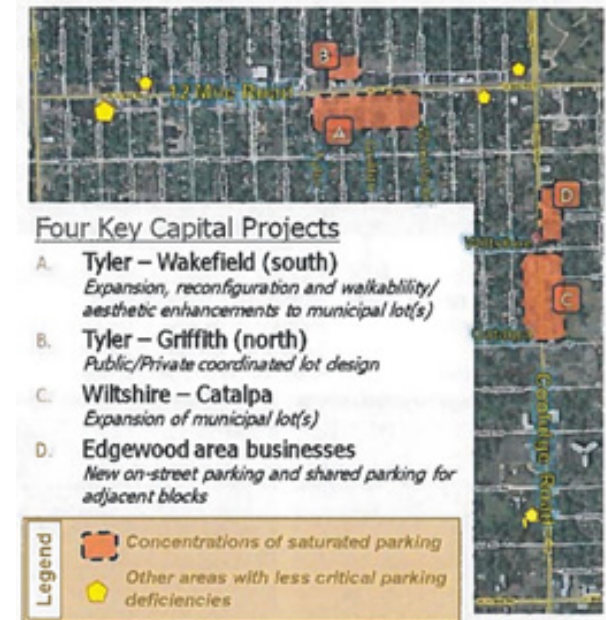 B
12 Mile Road
A
D
Wiltshire
C
Catalpa
Coolidge Road
Four Key Capital Projects
A. Tyler – Wakefield (south)
Expansion, reconfiguration and walkablility/
aesthetic enhancements to municipal lot(s)
B. Tyler – Griffith (north)
Public/Private coordinated lot design
C. Wiltshire – Catalpa
Expansion of municipal lot(s)
D. Edgewood area businesses
New on-street parking and shared parking for
adjacent blocks
Legend
Concentrations of saturated parking
Other areas with less critical parking
deficiencies